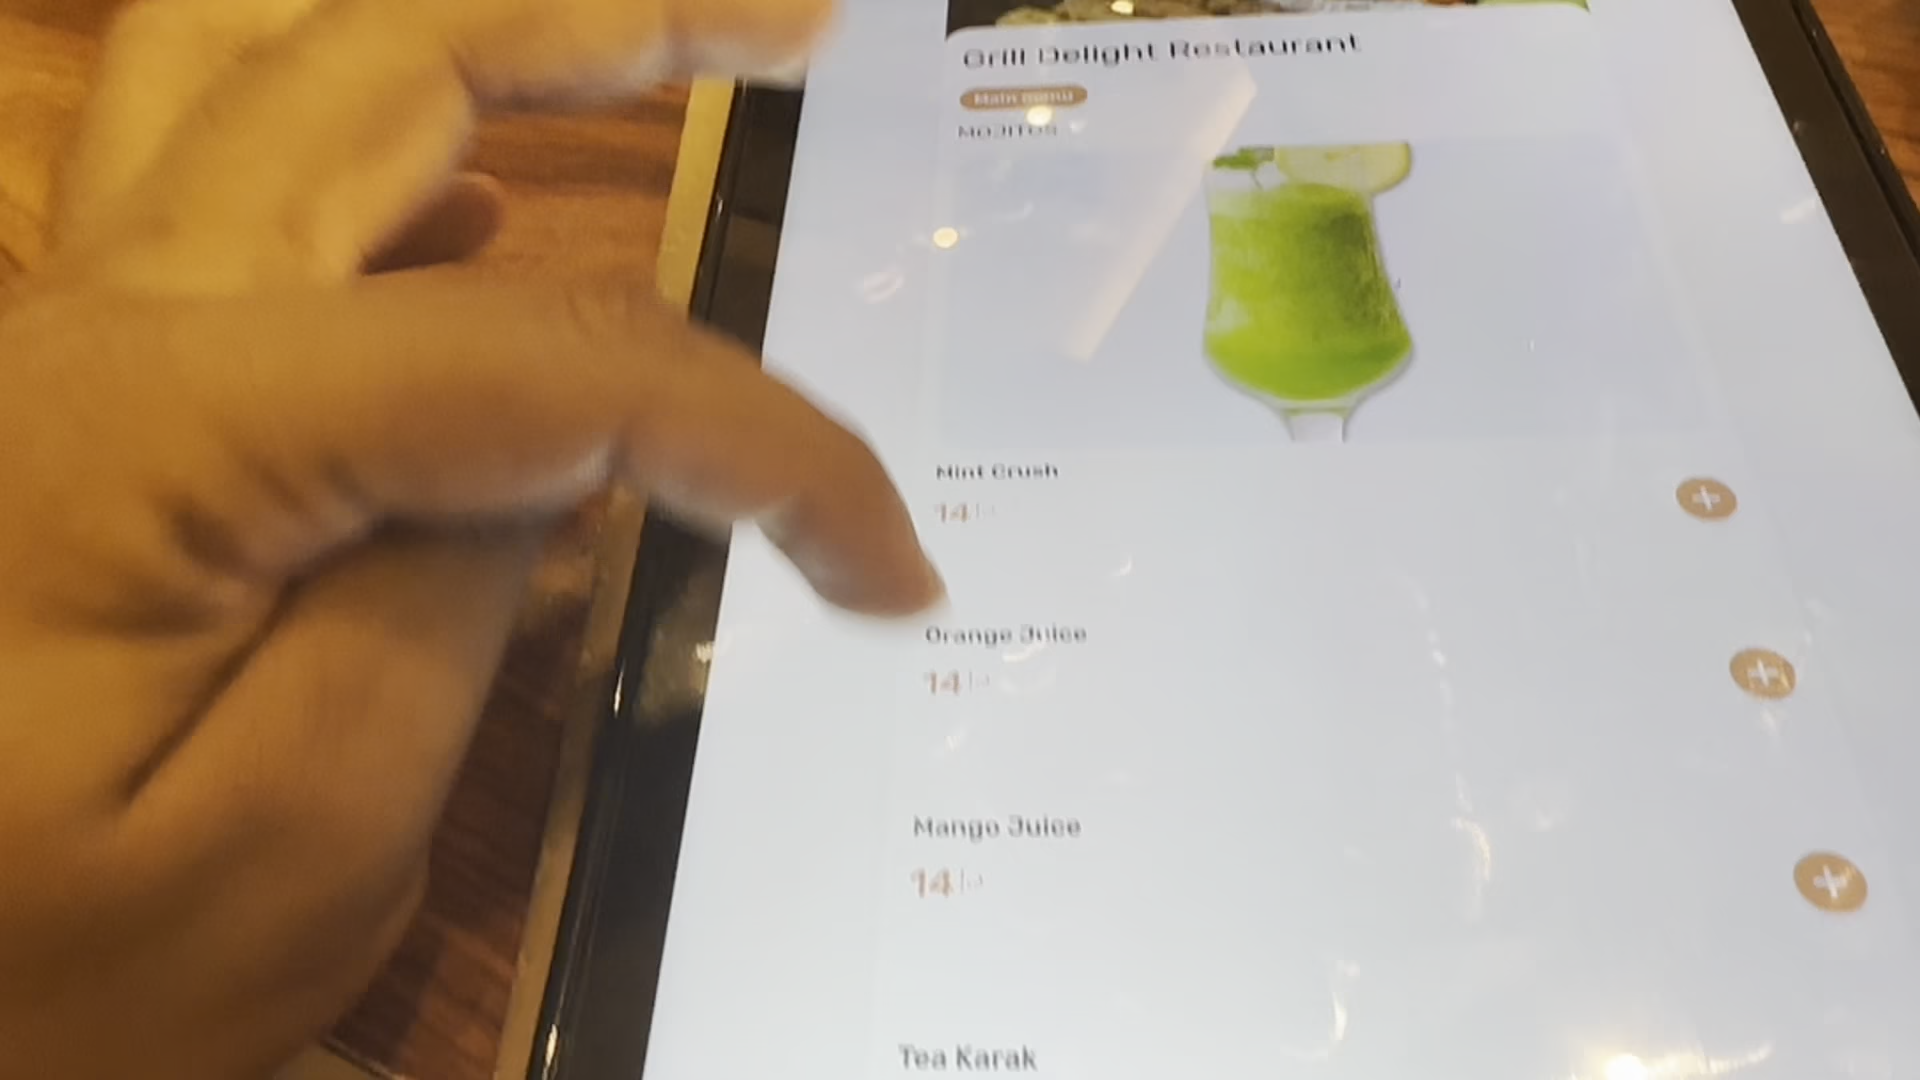 Grill Delight Restaurant
Main menu
MOJITOS
Mint Crush
14
Orange Juice
14
Mango Juice
14
Tea Karak